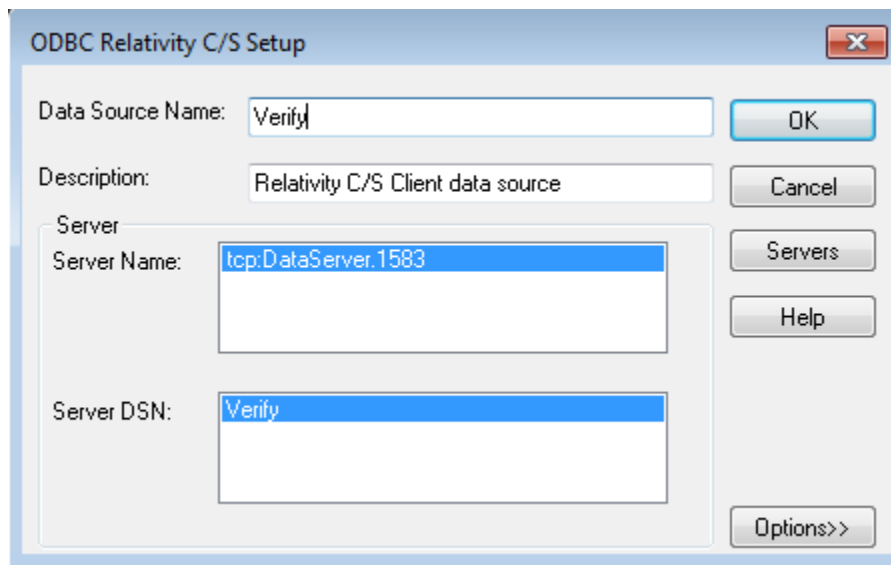 ODBC Relativity C/S Setup
Data Source Name: Verify OK
Description: Relativity C/S Client data source Cancel
Server
Server Name: tcp:DataServer.1583 Servers
Help
Server DSN: Verify
Options>>